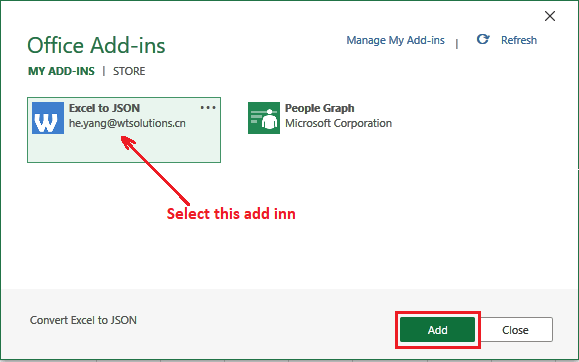 Office Add-ins
Manage My Add-ins | Refresh
MY ADD-INS | STORE
W
Excel to JSON
he.yang@wtsolutions.cn
People Graph
Microsoft Corporation
Select this add inn
Convert Excel to JSON
Add
Close